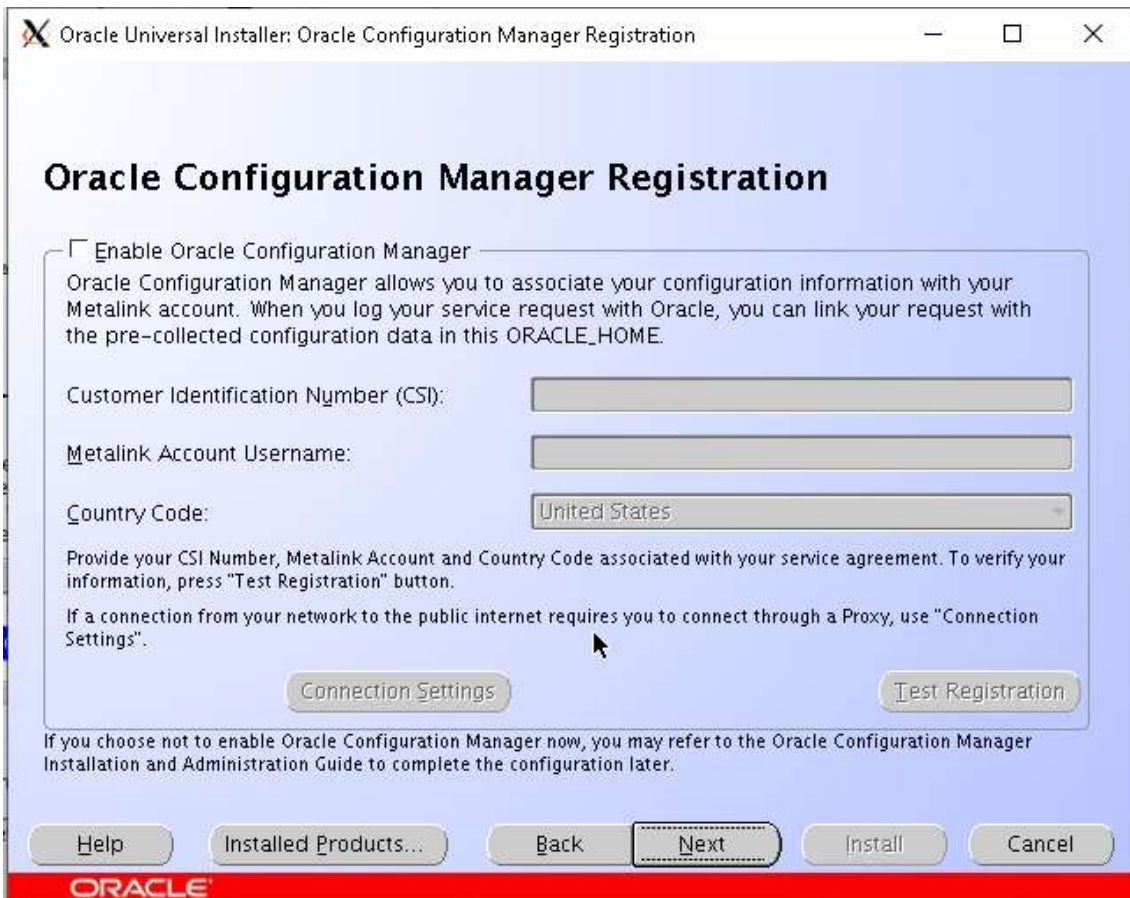 Oracle Universal Installer: Oracle Configuration Manager Registration
Oracle Configuration Manager Registration
Enable Oracle Configuration Manager
Oracle Configuration Manager allows you to associate your configuration information with your
Metalink account. When you log your service request with Oracle, you can link your request with
the pre-collected configuration data in this ORACLE_HOME.
Customer Identification Number (CSI):
Metalink Account Username:
Country Code:
United States
Provide your CSI Number, Metalink Account and Country Code associated with your service agreement. To verify your
information, press "Test Registration" button.
If a connection from your network to the public internet requires you to connect through a Proxy, use "Connection
Settings".
Connection Settings
Test Registration
If you choose not to enable Oracle Configuration Manager now, you may refer to the Oracle Configuration Manager
Installation and Administration Guide to complete the configuration later.
Help
Installed Products...
Back
Next
Install
Cancel
ORACLE